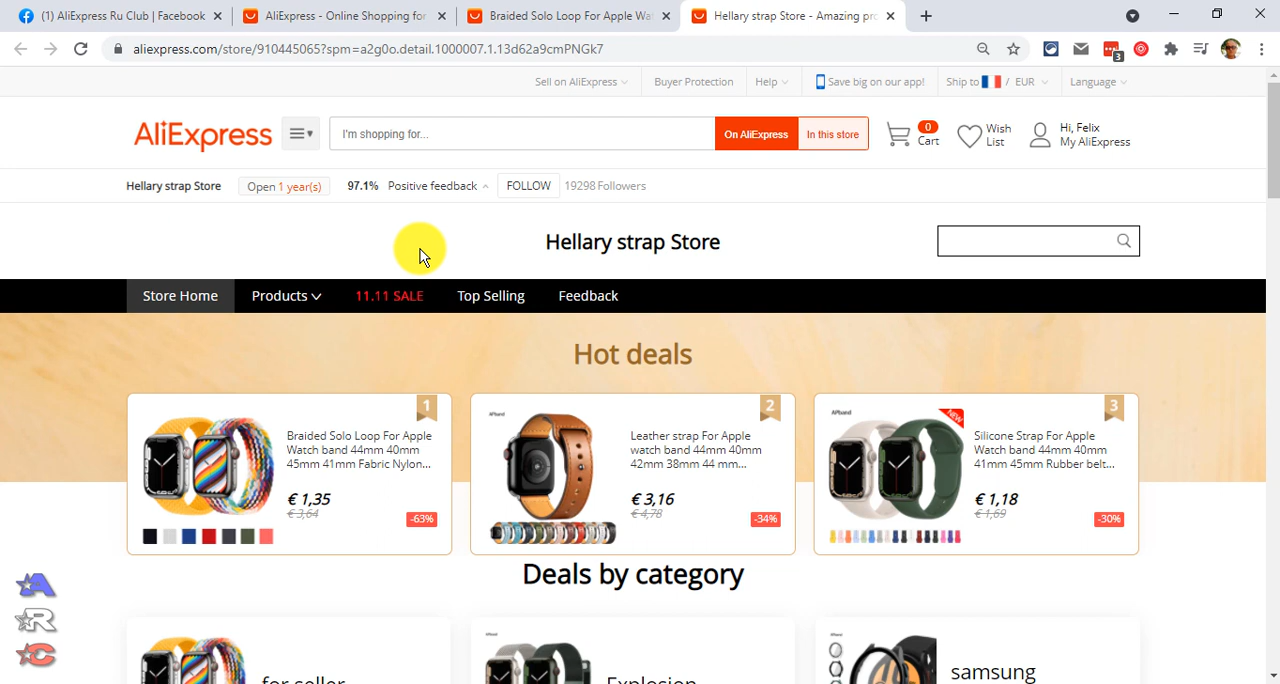 (1) AliExpress Ru Club | Facebook
AliExpress - Online Shopping for
Braided Solo Loop For Apple Wa
Hellary strap Store - Amazing pr
aliexpress.com/store/910445065?spm=a2g0o.detail.1000007.1.13d62a9cmPNGk7
3
Sell on AliExpress
Buyer Protection
Help
Save big on our app!
Ship to / EUR
Language
AliExpress
I'm shopping for...
On AliExpress
In this store
0
Cart
Wish
List
Hi, Felix
My AliExpress
Hellary strap Store
Open 1 year(s)
97.1% Positive feedback
FOLLOW
19298 Followers
Hellary strap Store
Store Home
Products
11.11 SALE
Top Selling
Feedback
Hot deals
1
Braided Solo Loop For Apple
Watch band 44mm 40mm
45mm 41mm Fabric Nylon...
€ 1,35
€ 3,64
-63%
APband
2
Leather strap For Apple
watch band 44mm 40mm
42mm 38mm 44 mm...
€ 3,16
€ 4,78
-34%
APband
NEW
3
Silicone Strap For Apple
Watch band 44mm 40mm
41mm 45mm Rubber belt...
€ 1,18
€ 1,69
-30%
Deals by category
for seller
Explosion
samsung
A
R
C